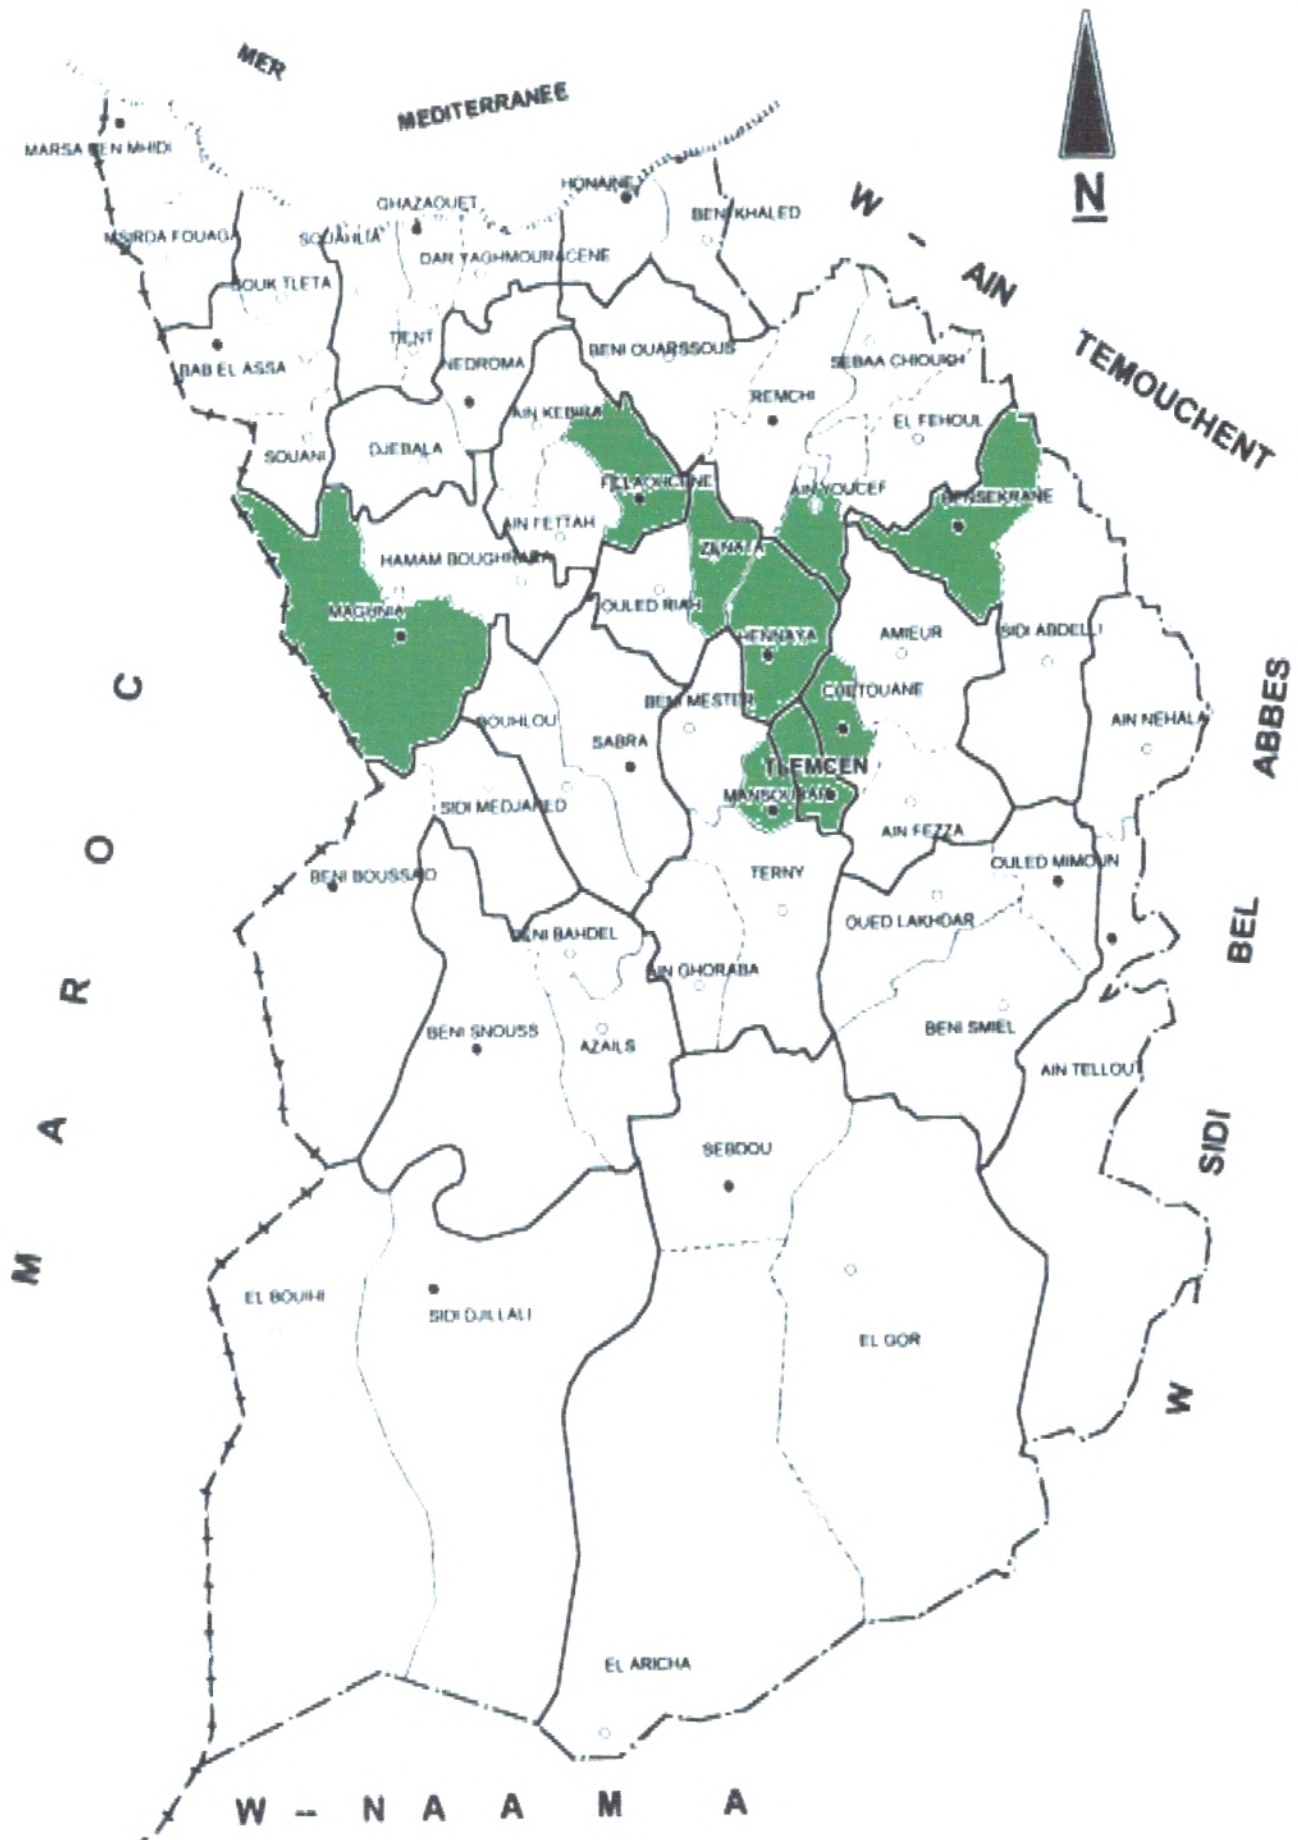 MER
MEDITERRANEE
N
MARSA BEN MHIDI
HONAINE
GHAZAOUET
BENI KHALED
W - AIN TEMOUCHENT
MSIRDA FOUAGA
SOUAHLIA
DAR YAGHMOURACENE
SOUK TLETA
TIENT
BENI OUARSSOUS
SEBAA CHIOUKH
BAB EL ASSA
NEDROMA
REMCHI
AIN KEBIRA
EL FEHOUL
SOUANI
DJEBALA
FILLAOUCENE
AIN YOUCEF
BENSEKRANE
AIN FETTAH
ZENATA
HAMAM BOUGHRARA
MAGHNIA
OULED RIAH
HENNAYA
AMIEUR
SIDI ABDELLI
BENI MESTER
CHETOUANE
BOUHLOU
SABRA
AIN NEHALA
TLEMCEN
MANSOURAH
SIDI MEDJAHED
AIN FEZZA
BENI BOUSSAID
TERNY
OULED MIMOUN
BENI BAHDEL
OUED LAKHDAR
AIN GHORABA
BENI SNOUSS
AZAILS
BENI SMIEL
AIN TELLOUT
SEBDOU
EL BOUIHI
SIDI DJILLALI
EL GOR
EL ARICHA
MAROC
W SIDI BEL ABBES
W -- NAAMA